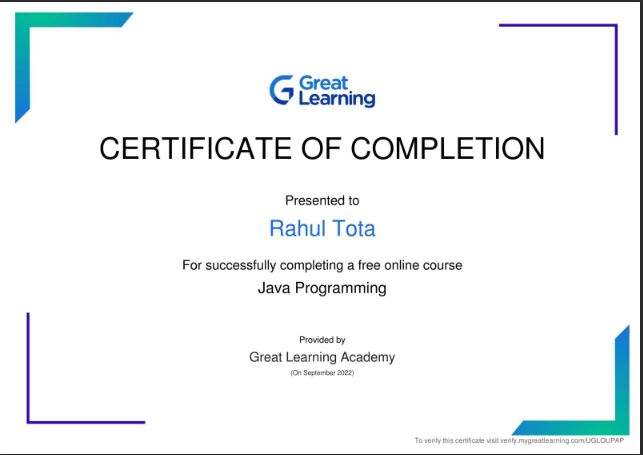 Great
Learning
CERTIFICATE OF COMPLETION
Presented to
Rahul Tota
For successfully completing a free online course
Java Programming
Provided by
Great Learning Academy
(On September 2022)
To verify this certificate visit verify.mygreatlearning.com/UGLOUPAP